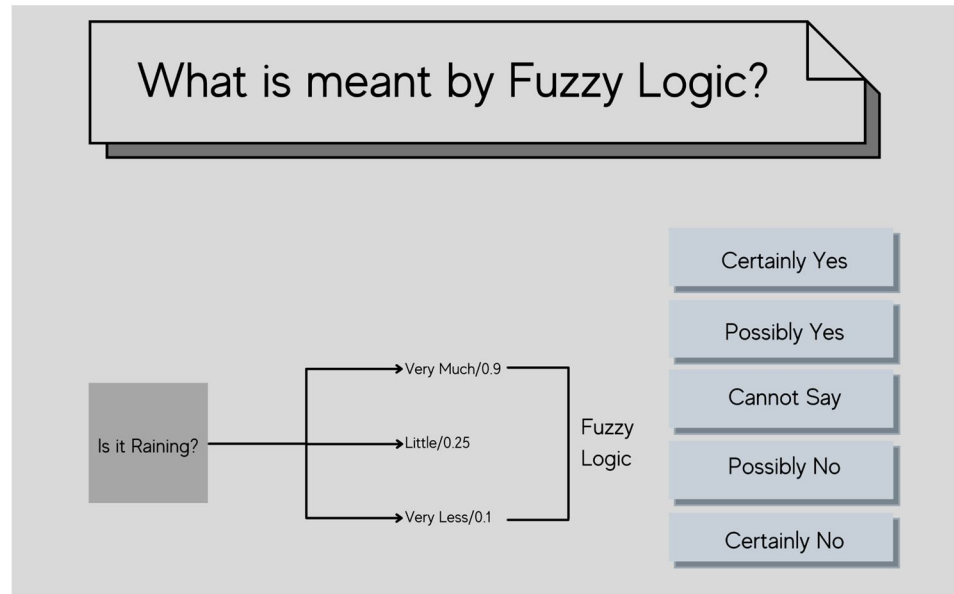 What is meant by Fuzzy Logic?
Is it Raining?
Very Much/0.9
Little/0.25
Very Less/0.1
Fuzzy
Logic
Certainly Yes
Possibly Yes
Cannot Say
Possibly No
Certainly No